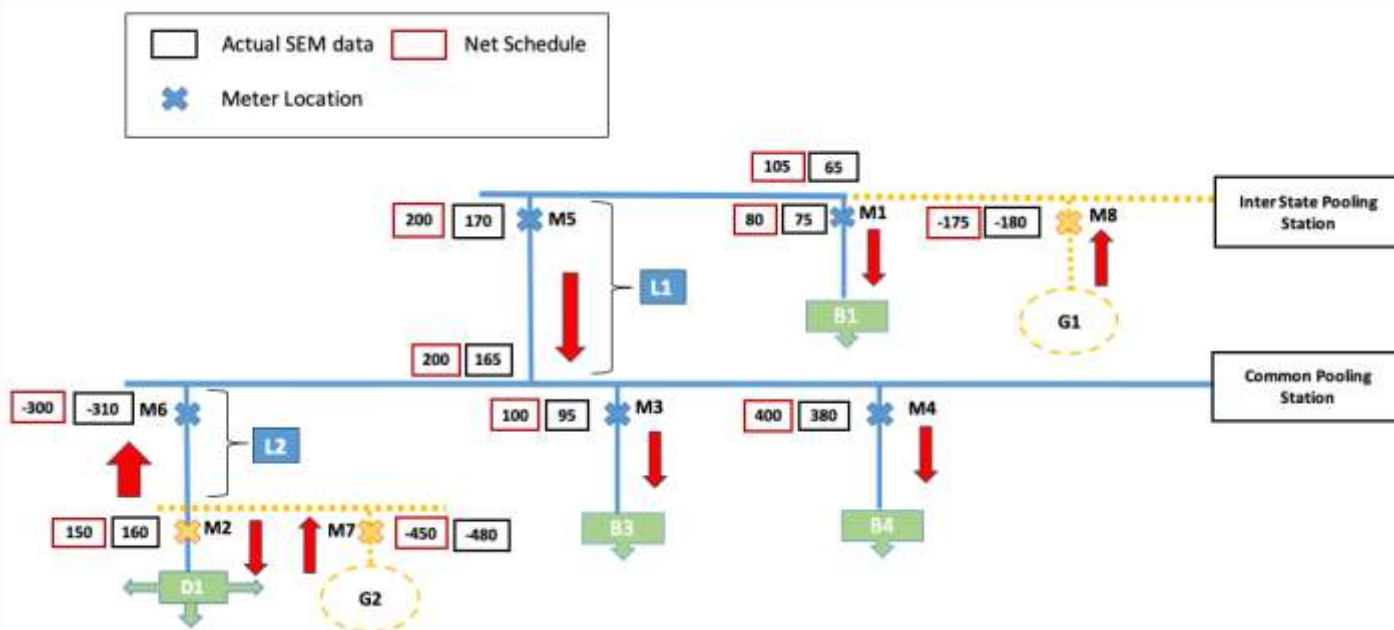 Actual SEM data
Net Schedule
Meter Location
105 65
200 170 M5
80 75 M1
-175 -180 M8
Inter State Pooling
Station
L1
B1
G1
200 165
Common Pooling
Station
-300 -310 M6
100 95 M3
400 380 M4
L2
150 160 M2
M7 -450 -480
B3
B4
D1
G2